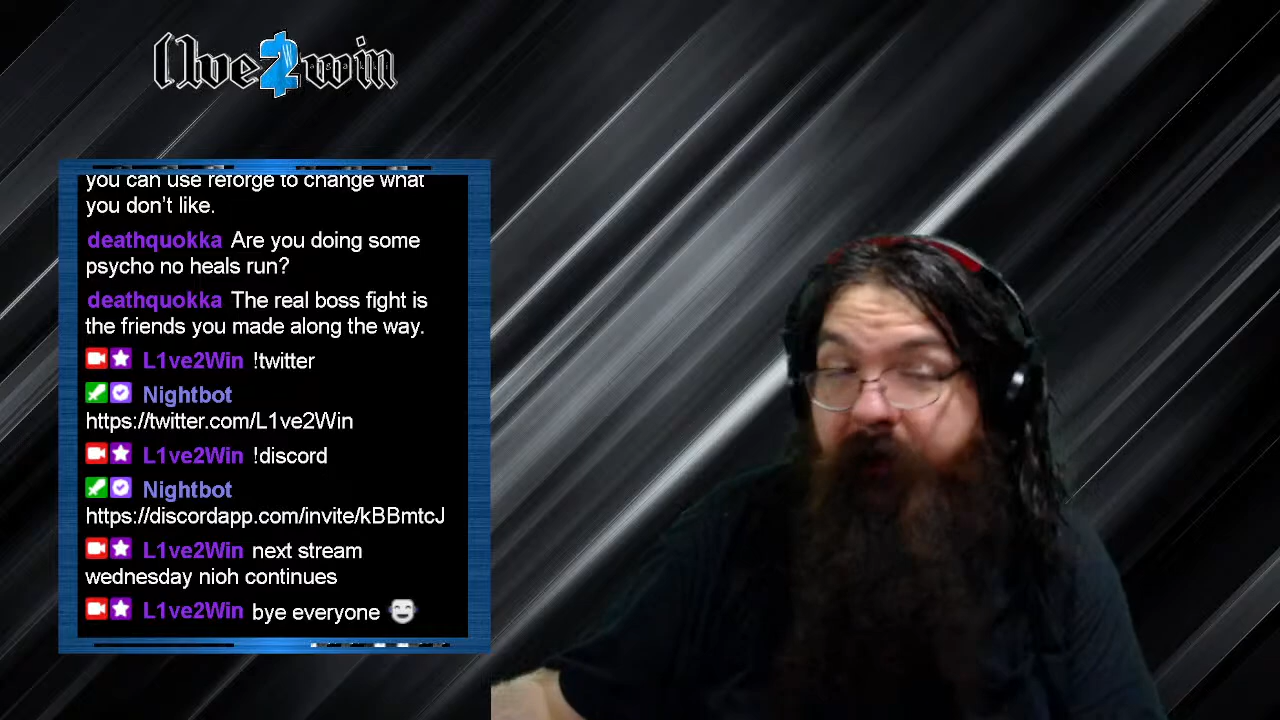 l1ve2win
you can use reforge to change what
you don't like.
deathquokka Are you doing some
psycho no heals run?
deathquokka The real boss fight is
the friends you made along the way.
L1ve2Win !twitter
Nightbot
https://twitter.com/L1ve2Win
L1ve2Win !discord
Nightbot
https://discordapp.com/invite/kBBmtcJ
L1ve2Win next stream
wednesday nioh continues
L1ve2Win bye everyone